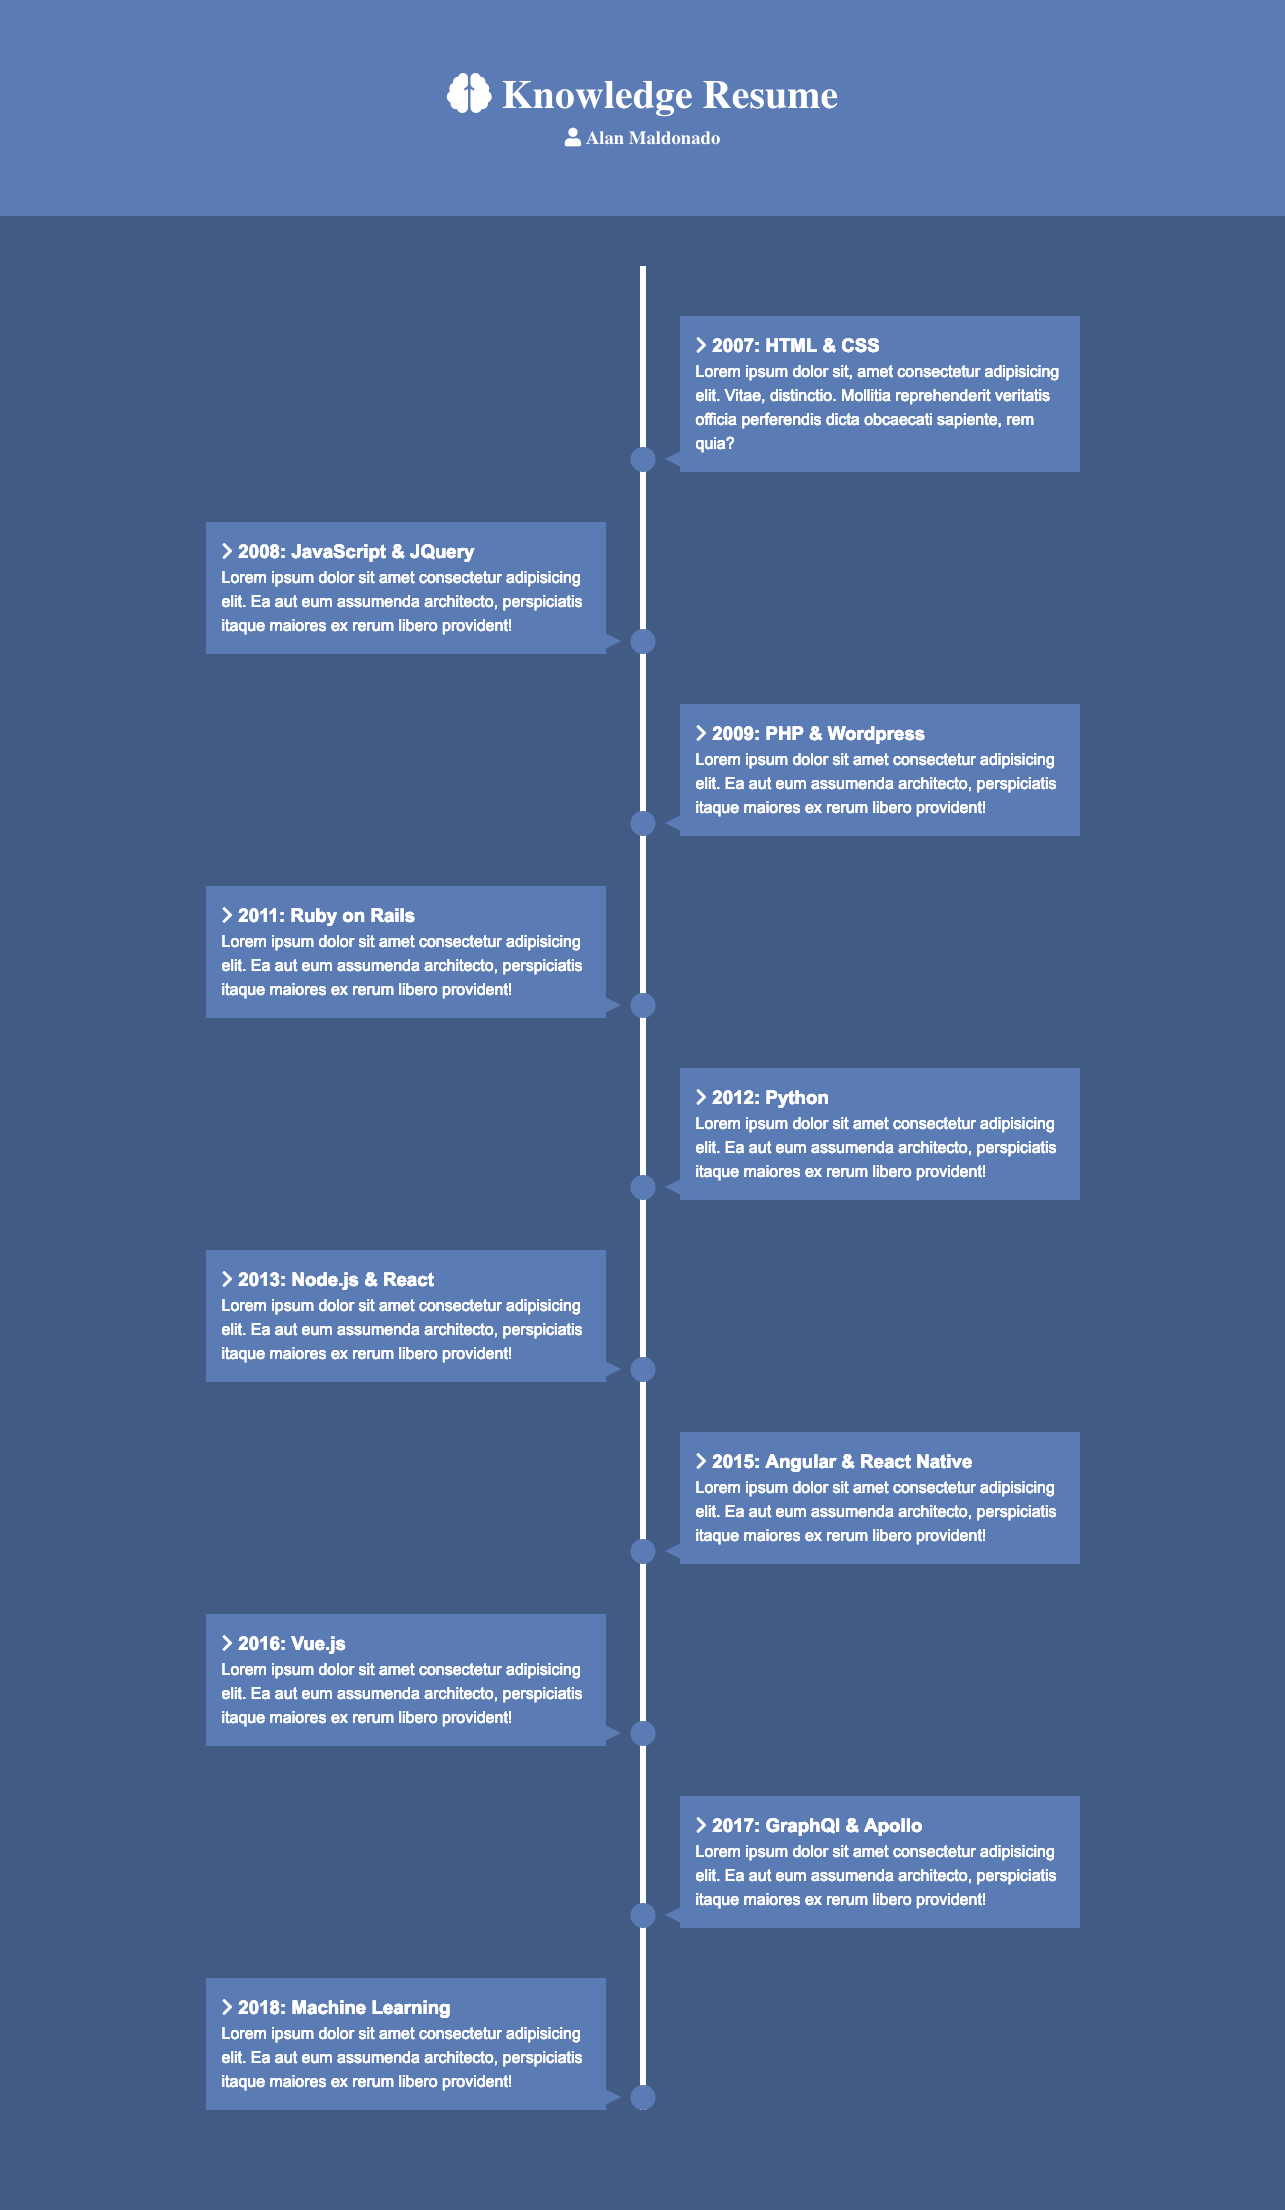 Knowledge Resume
Alan Maldonado
2007: HTML & CSS
Lorem ipsum dolor sit, amet consectetur adipisicing
elit. Vitae, distinctio. Mollitia reprehenderit veritatis
officia perferendis dicta obcaecati sapiente, rem
quia?
2008: JavaScript & JQuery
Lorem ipsum dolor sit amet consectetur adipisicing
elit. Ea aut eum assumenda architecto, perspiciatis
itaque maiores ex rerum libero provident!
2009: PHP & Wordpress
Lorem ipsum dolor sit amet consectetur adipisicing
elit. Ea aut eum assumenda architecto, perspiciatis
itaque maiores ex rerum libero provident!
2011: Ruby on Rails
Lorem ipsum dolor sit amet consectetur adipisicing
elit. Ea aut eum assumenda architecto, perspiciatis
itaque maiores ex rerum libero provident!
2012: Python
Lorem ipsum dolor sit amet consectetur adipisicing
elit. Ea aut eum assumenda architecto, perspiciatis
itaque maiores ex rerum libero provident!
2013: Node.js & React
Lorem ipsum dolor sit amet consectetur adipisicing
elit. Ea aut eum assumenda architecto, perspiciatis
itaque maiores ex rerum libero provident!
2015: Angular & React Native
Lorem ipsum dolor sit amet consectetur adipisicing
elit. Ea aut eum assumenda architecto, perspiciatis
itaque maiores ex rerum libero provident!
2016: Vue.js
Lorem ipsum dolor sit amet consectetur adipisicing
elit. Ea aut eum assumenda architecto, perspiciatis
itaque maiores ex rerum libero provident!
2017: GraphQl & Apollo
Lorem ipsum dolor sit amet consectetur adipisicing
elit. Ea aut eum assumenda architecto, perspiciatis
itaque maiores ex rerum libero provident!
2018: Machine Learning
Lorem ipsum dolor sit amet consectetur adipisicing
elit. Ea aut eum assumenda architecto, perspiciatis
itaque maiores ex rerum libero provident!